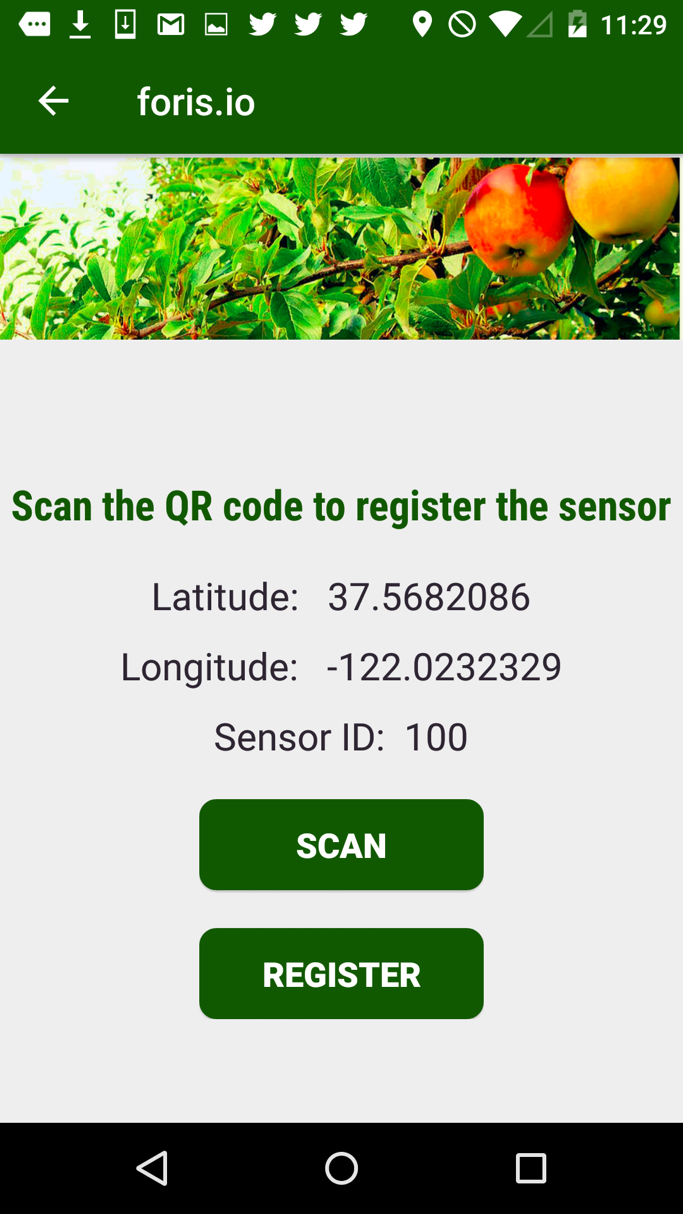 11:29
foris.io
Scan the QR code to register the sensor
Latitude: 37.5682086
Longitude: -122.0232329
Sensor ID: 100
SCAN
REGISTER